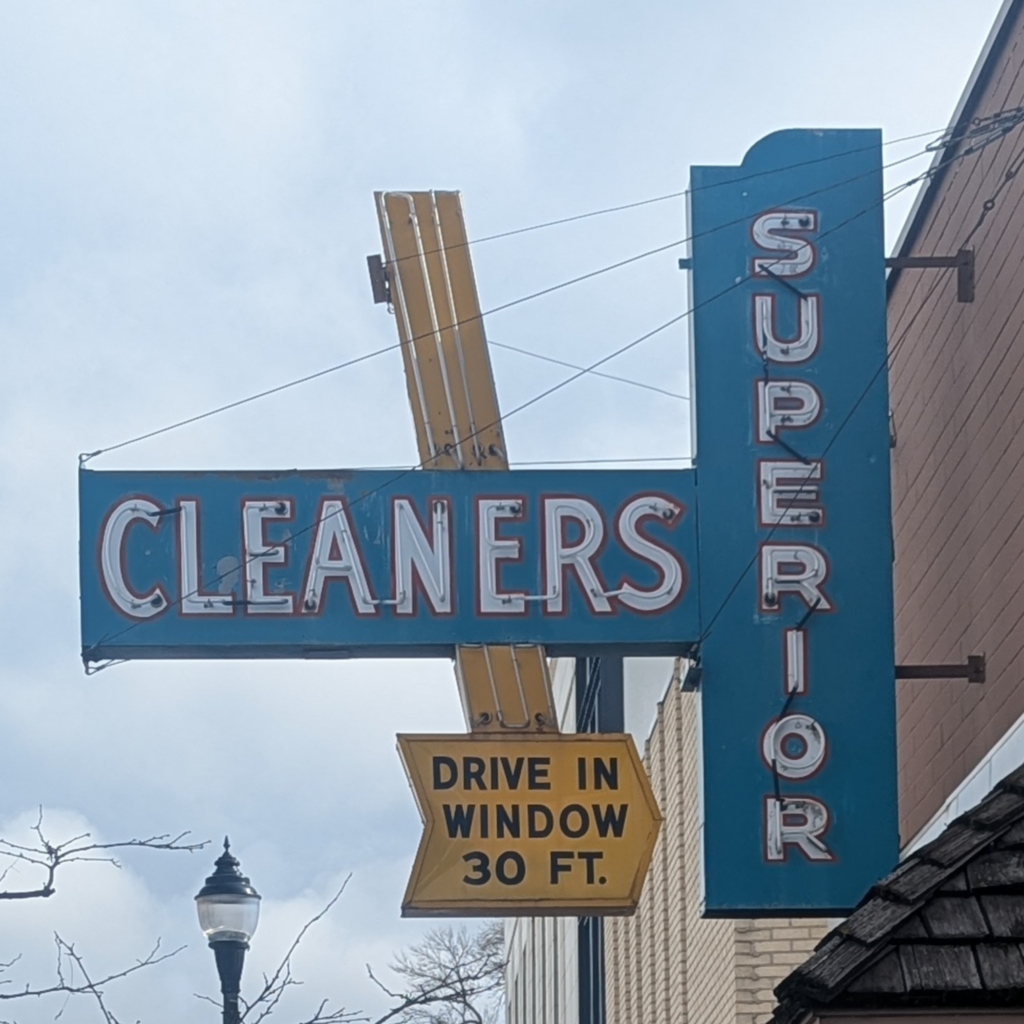 SUPERIOR
CLEANERS
DRIVE IN
WINDOW
30 FT.